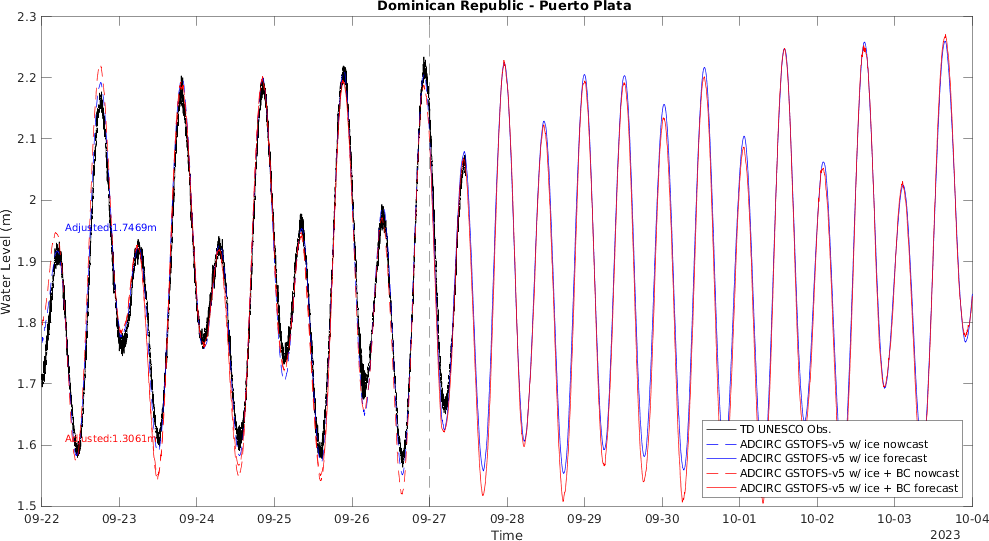 Dominican Republic - Puerto Plata
2.3
2.2
2.1
2
1.9
1.8
1.7
1.6
1.5
Water Level (m)
Adjusted:1.7469m
Adjusted:1.3061m
TD UNESCO Obs.
ADCIRC GSTOFS-v5 w/ ice nowcast
ADCIRC GSTOFS-v5 w/ ice forecast
ADCIRC GSTOFS-v5 w/ ice + BC nowcast
ADCIRC GSTOFS-v5 w/ ice + BC forecast
09-22 09-23 09-24 09-25 09-26 09-27 09-28 09-29 09-30 10-01 10-02 10-03 10-04
Time
2023